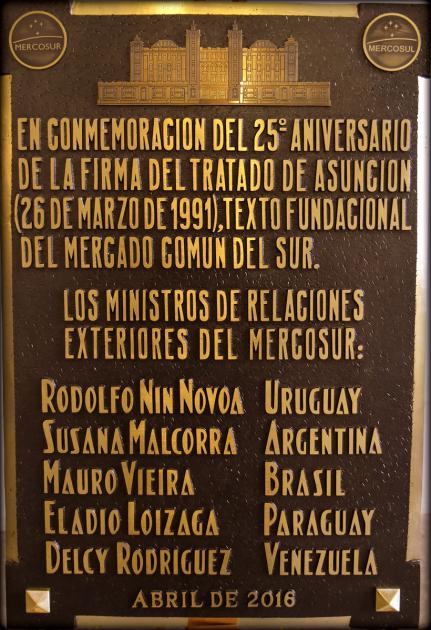 MERCOSUR
MERCOSUL
EN CONMEMORACION DEL 25º ANIVERSARIO
DE LA FIRMA DEL TRATADO DE ASUNCION
(26 DE MARZO DE 1991), TEXTO FUNDACIONAL
DEL MERCADO COMUN DEL SUR.
LOS MINISTROS DE RELACIONES
EXTERIORES DEL MERCOSUR:
RODOLFO NIN NOVOA URUGUAY
SUSANA MALCORRA ARGENTINA
MAURO VIEIRA BRASIL
ELADIO LOIZAGA PARAGUAY
DELCY RODRIGUEZ VENEZUELA
ABRIL DE 2016